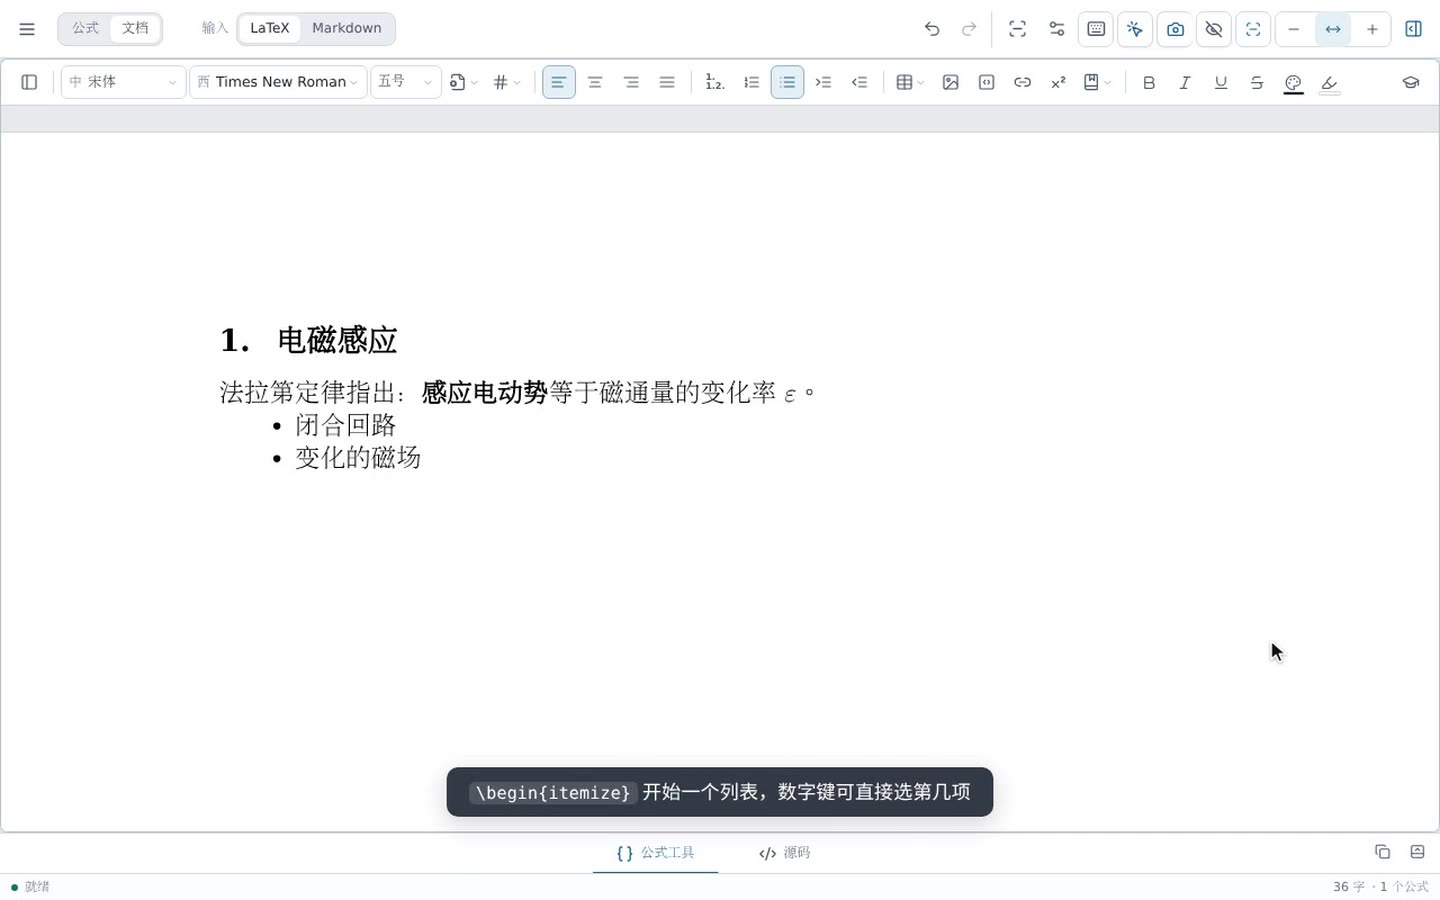 公式 文档 输入 LaTeX Markdown
中 宋体 西 Times New Roman 五号
1. 电磁感应
法拉第定律指出：感应电动势等于磁通量的变化率 ε。
• 闭合回路
• 变化的磁场
\begin{itemize} 开始一个列表，数字键可直接选第几项
{} 公式工具 </> 源码
就绪 36 字 · 1 个公式